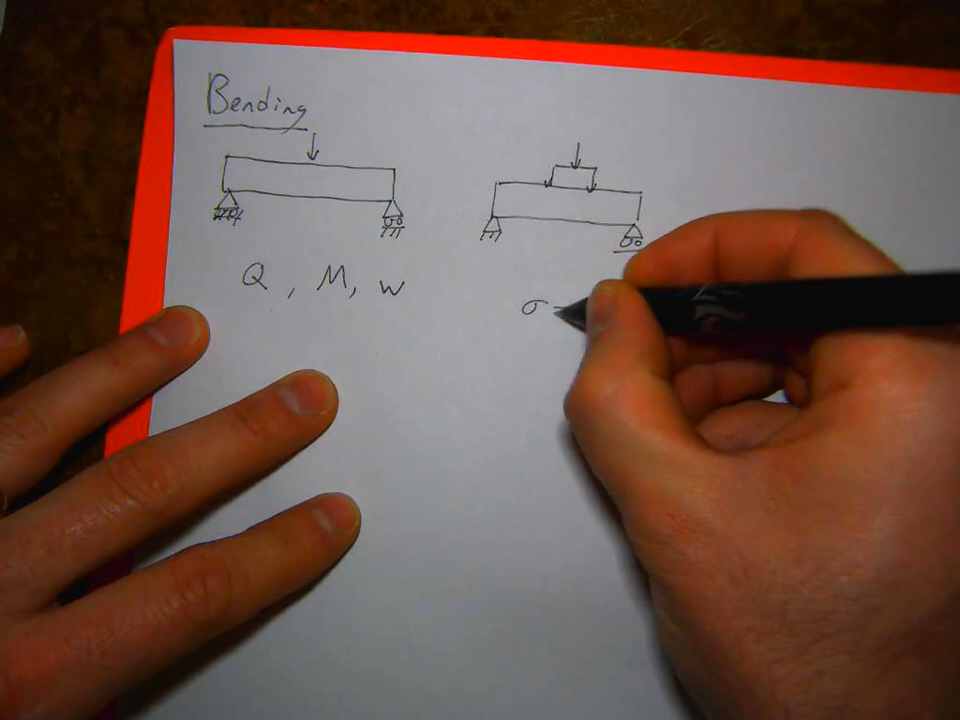 Bending
Q, M, w
σ =